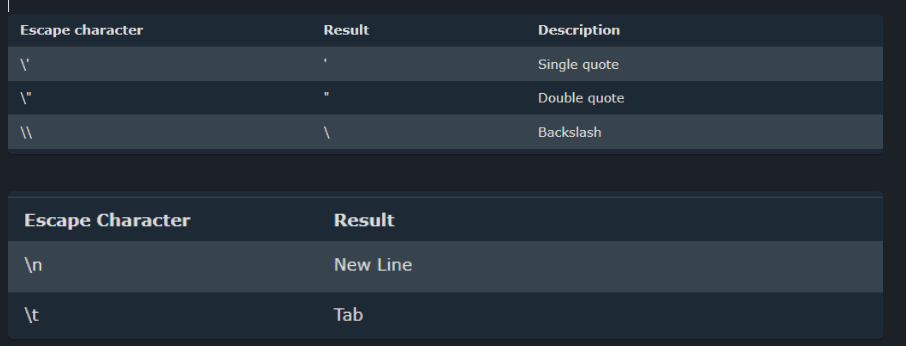 Escape character Result Description
\' ' Single quote
\" " Double quote
\\ \ Backslash
Escape Character Result
\n New Line
\t Tab